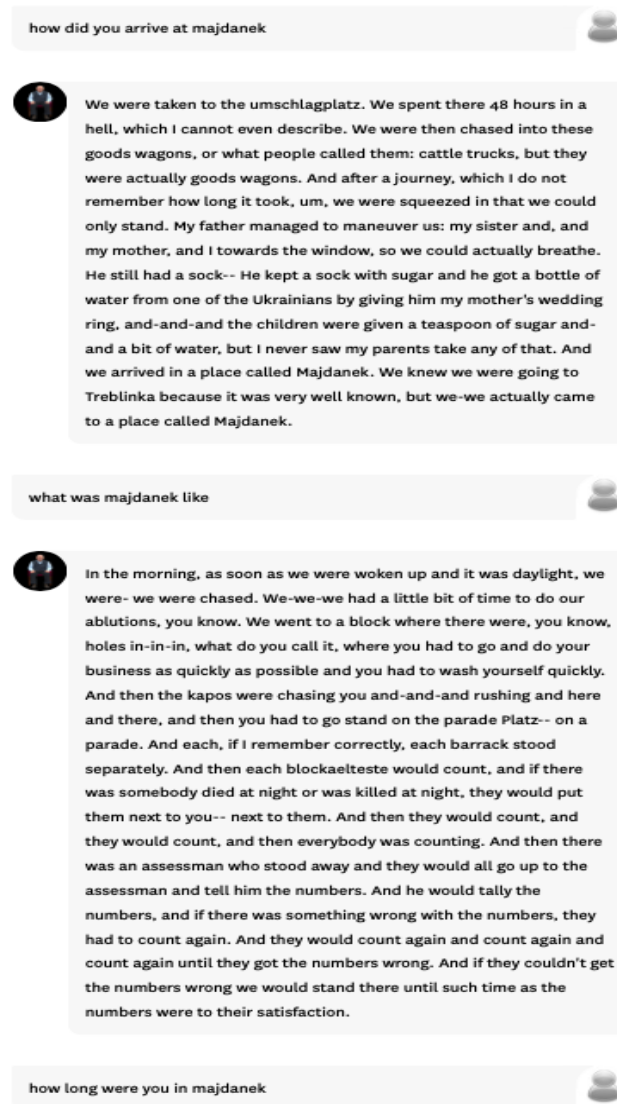 how did you arrive at majdanek
We were taken to the umschlagplatz. We spent there 48 hours in a
hell, which I cannot even describe. We were then chased into these
goods wagons, or what people called them: cattle trucks, but they
were actually goods wagons. And after a journey, which I do not
remember how long it took, um, we were squeezed in that we could
only stand. My father managed to maneuver us: my sister and, and
my mother, and I towards the window, so we could actually breathe.
He still had a sock-- He kept a sock with sugar and he got a bottle of
water from one of the Ukrainians by giving him my mother's wedding
ring, and-and-and the children were given a teaspoon of sugar and-
and a bit of water, but I never saw my parents take any of that. And
we arrived in a place called Majdanek. We knew we were going to
Treblinka because it was very well known, but we-we actually came
to a place called Majdanek.
what was majdanek like
In the morning, as soon as we were woken up and it was daylight, we
were- we were chased. We-we-we had a little bit of time to do our
ablutions, you know. We went to a block where there were, you know,
holes in-in-in, what do you call it, where you had to go and do your
business as quickly as possible and you had to wash yourself quickly.
And then the kapos were chasing you and-and-and rushing and here
and there, and then you had to go stand on the parade Platz-- on a
parade. And each, if I remember correctly, each barrack stood
separately. And then each blockaelteste would count, and if there
was somebody died at night or was killed at night, they would put
them next to you-- next to them. And then they would count, and
they would count, and then everybody was counting. And then there
was an assessman who stood away and they would all go up to the
assessman and tell him the numbers. And he would tally the
numbers, and if there was something wrong with the numbers, they
had to count again. And they would count again and count again and
count again until they got the numbers wrong. And if they couldn't get
the numbers wrong we would stand there until such time as the
numbers were to their satisfaction.
how long were you in majdanek